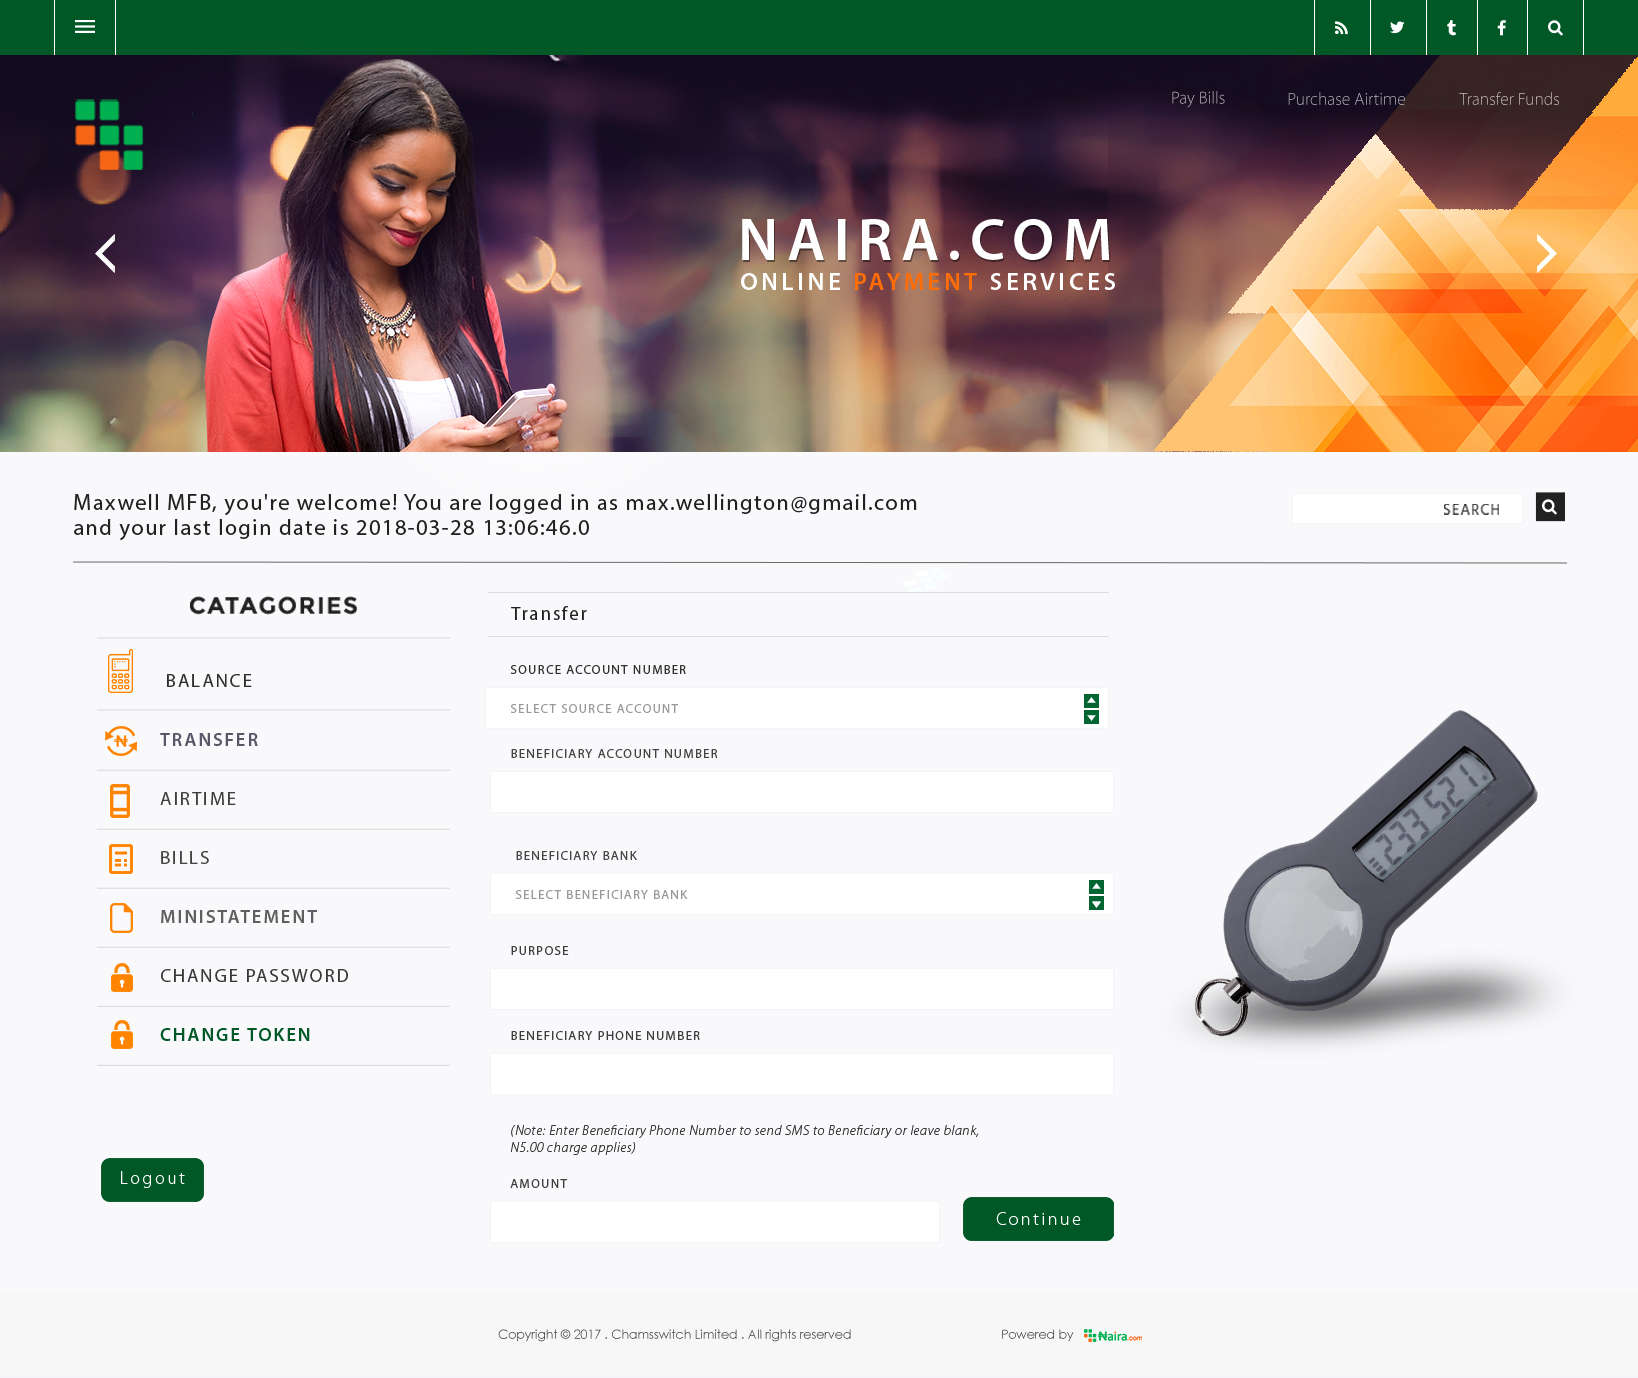 Pay Bills
Purchase Airtime
Transfer Funds
NAIRA.COM
ONLINE PAYMENT SERVICES
Maxwell MFB, you're welcome! You are logged in as max.wellington@gmail.com
and your last login date is 2018-03-28 13:06:46.0
SEARCH
CATAGORIES
BALANCE
TRANSFER
AIRTIME
BILLS
MINISTATEMENT
CHANGE PASSWORD
CHANGE TOKEN
Logout
Transfer
SOURCE ACCOUNT NUMBER
SELECT SOURCE ACCOUNT
BENEFICIARY ACCOUNT NUMBER
BENEFICIARY BANK
SELECT BENEFICIARY BANK
PURPOSE
BENEFICIARY PHONE NUMBER
(Note: Enter Beneficiary Phone Number to send SMS to Beneficiary or leave blank,
N5.00 charge applies)
AMOUNT
Continue
233 521
Copyright © 2017 . Chamsswitch Limited . All rights reserved
Powered by Naira.com